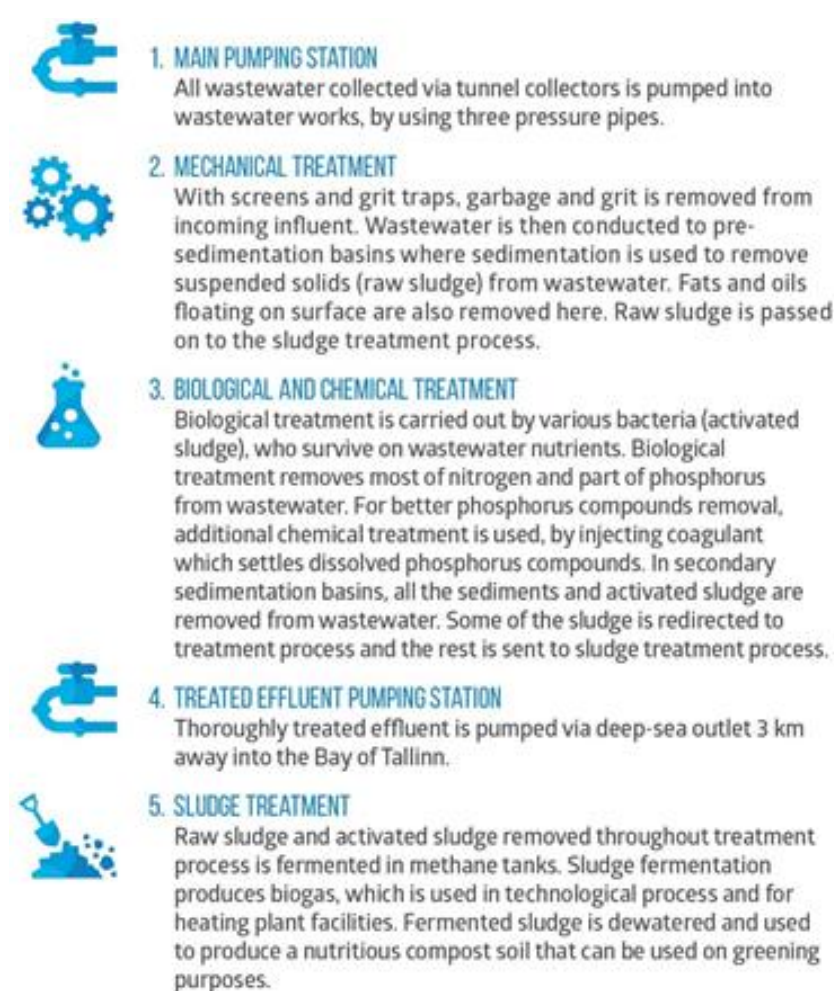 1. MAIN PUMPING STATION
All wastewater collected via tunnel collectors is pumped into
wastewater works, by using three pressure pipes.
2. MECHANICAL TREATMENT
With screens and grit traps, garbage and grit is removed from
incoming influent. Wastewater is then conducted to pre-
sedimentation basins where sedimentation is used to remove
suspended solids (raw sludge) from wastewater. Fats and oils
floating on surface are also removed here. Raw sludge is passed
on to the sludge treatment process.
3. BIOLOGICAL AND CHEMICAL TREATMENT
Biological treatment is carried out by various bacteria (activated
sludge), who survive on wastewater nutrients. Biological
treatment removes most of nitrogen and part of phosphorus
from wastewater. For better phosphorus compounds removal,
additional chemical treatment is used, by injecting coagulant
which settles dissolved phosphorus compounds. In secondary
sedimentation basins, all the sediments and activated sludge are
removed from wastewater. Some of the sludge is redirected to
treatment process and the rest is sent to sludge treatment process.
4. TREATED EFFLUENT PUMPING STATION
Thoroughly treated effluent is pumped via deep-sea outlet 3 km
away into the Bay of Tallinn.
5. SLUDGE TREATMENT
Raw sludge and activated sludge removed throughout treatment
process is fermented in methane tanks. Sludge fermentation
produces biogas, which is used in technological process and for
heating plant facilities. Fermented sludge is dewatered and used
to produce a nutritious compost soil that can be used on greening
purposes.